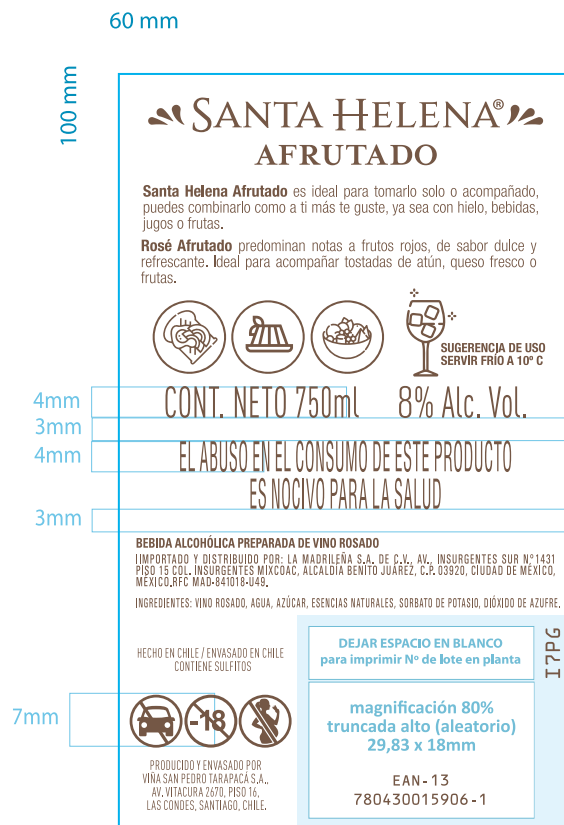 60 mm
100 mm
SANTA HELENA®
AFRUTADO
Santa Helena Afrutado es ideal para tomarlo solo o acompañado,
puedes combinarlo como a ti más te guste, ya sea con hielo, bebidas,
jugos o frutas.
Rosé Afrutado predominan notas a frutos rojos, de sabor dulce y
refrescante. Ideal para acompañar tostadas de atún, queso fresco o
frutas.
SUGERENCIA DE USO
SERVIR FRÍO A 10º C
4mm
CONT. NETO 750ml 8% Alc. Vol.
3mm
4mm
EL ABUSO EN EL CONSUMO DE ESTE PRODUCTO
ES NOCIVO PARA LA SALUD
3mm
BEBIDA ALCOHÓLICA PREPARADA DE VINO ROSADO
IIMPORTADO Y DISTRIBUIDO POR: LA MADRILEÑA S.A. DE C.V., AV., INSURGENTES SUR N°1431
PISO 15 COL. INSURGENTES MIXCOAC, ALCALDÍA BENITO JUÁREZ, C.P. 03920, CIUDAD DE MÉXICO,
MÉXICO.RFC MAD-841018-U49.
INGREDIENTES: VINO ROSADO, AGUA, AZÚCAR, ESENCIAS NATURALES, SORBATO DE POTASIO, DIÓXIDO DE AZUFRE.
HECHO EN CHILE / ENVASADO EN CHILE
CONTIENE SULFITOS
DEJAR ESPACIO EN BLANCO
para imprimir Nº de lote en planta
I7PG
7mm
-18
magnificación 80%
truncada alto (aleatorio)
29,83 x 18mm
EAN-13
780430015906-1
PRODUCIDO Y ENVASADO POR
VIÑA SAN PEDRO TARAPACÁ S.A.,
AV. VITACURA 2670, PISO 16,
LAS CONDES, SANTIAGO, CHILE.